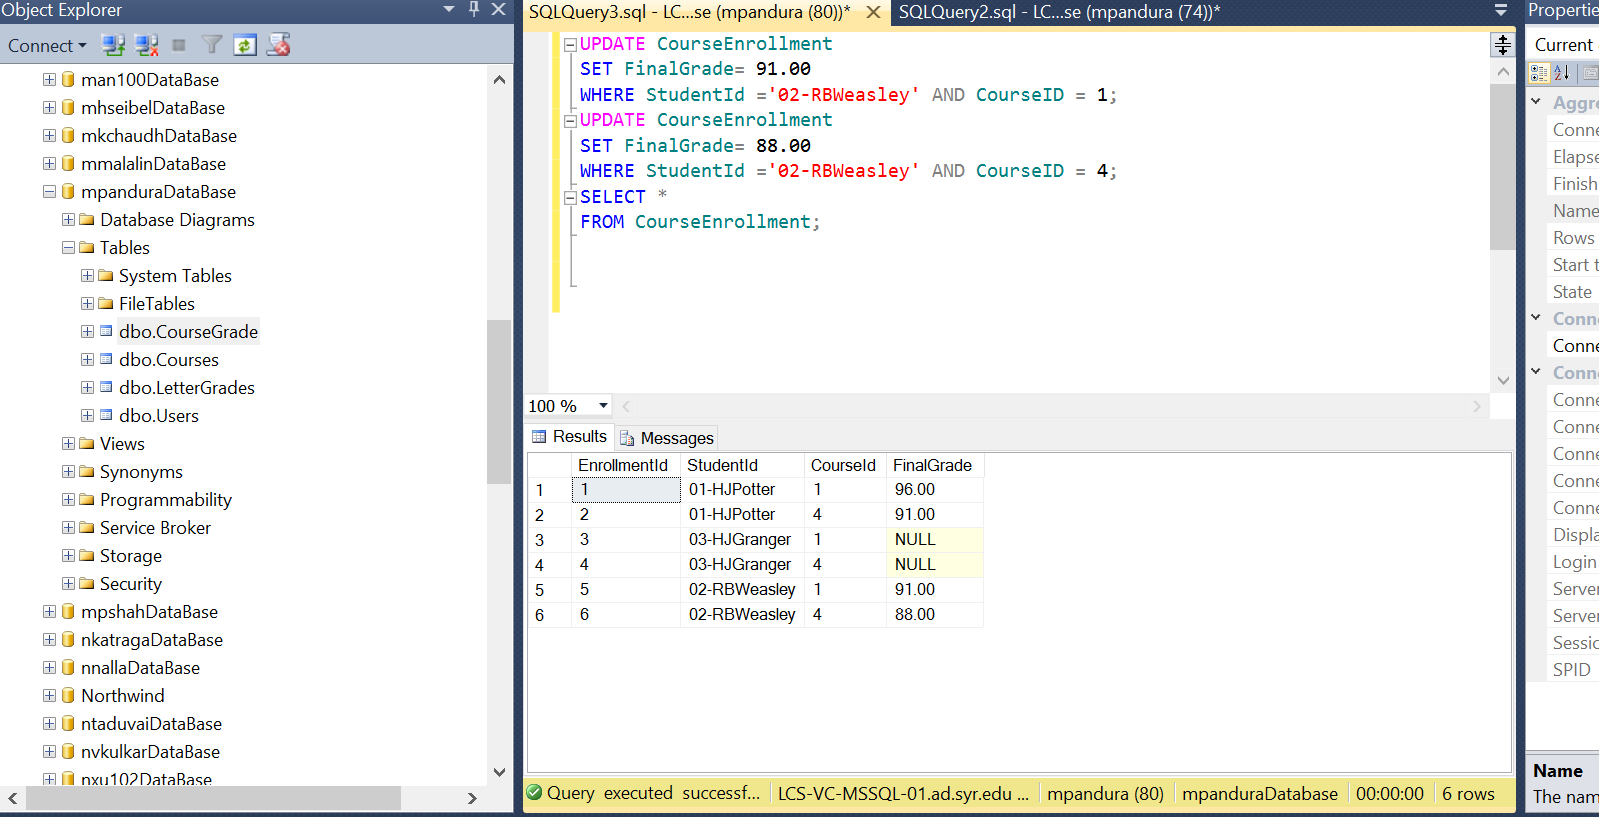 Object Explorer
Connect
man100DataBase
mhseibelDataBase
mkchaudhDataBase
mmalalinDataBase
mpanduraDataBase
Database Diagrams
Tables
System Tables
FileTables
dbo.CourseGrade
dbo.Courses
dbo.LetterGrades
dbo.Users
Views
Synonyms
Programmability
Service Broker
Storage
Security
mpshahDataBase
nkatragaDataBase
nnallaDataBase
Northwind
ntaduvaiDataBase
nvkulkarDataBase
nxu102DataBase
SQLQuery3.sql - LC...se (mpandura (80))* SQLQuery2.sql - LC...se (mpandura (74))*
UPDATE CourseEnrollment
SET FinalGrade= 91.00
WHERE StudentId ='02-RBWeasley' AND CourseID = 1;
UPDATE CourseEnrollment
SET FinalGrade= 88.00
WHERE StudentId ='02-RBWeasley' AND CourseID = 4;
SELECT *
FROM CourseEnrollment;
100 %
Results Messages
EnrollmentId StudentId CourseId FinalGrade
1 1 01-HJPotter 1 96.00
2 2 01-HJPotter 4 91.00
3 3 03-HJGranger 1 NULL
4 4 03-HJGranger 4 NULL
5 5 02-RBWeasley 1 91.00
6 6 02-RBWeasley 4 88.00
Query executed successf... LCS-VC-MSSQL-01.ad.syr.edu ... mpandura (80) mpanduraDatabase 00:00:00 6 rows
Propertie
Current
Aggre
Conne
Elapse
Finish
Name
Rows
Start t
State
Conn
Conne
Conn
Conne
Conne
Conne
Conne
Conne
Displa
Login
Server
Server
Sessio
SPID
Name
The nam